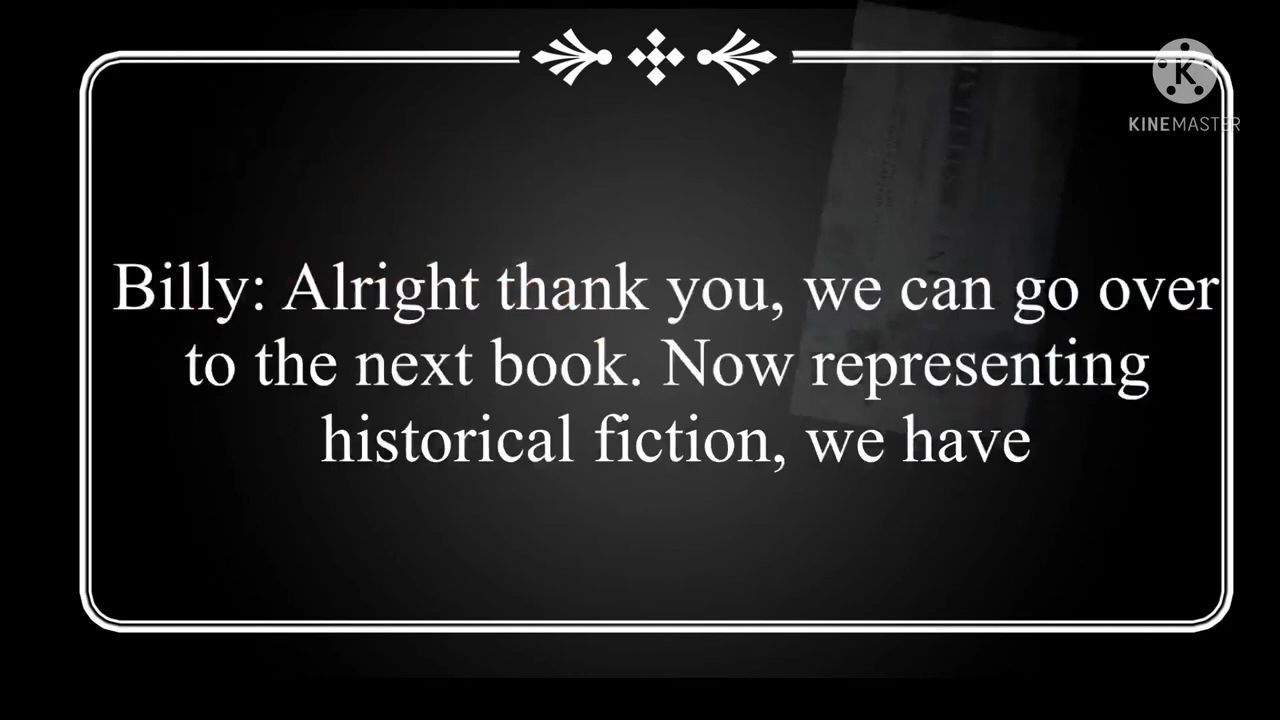 KINEMASTER
Billy: Alright thank you, we can go over
to the next book. Now representing
historical fiction, we have